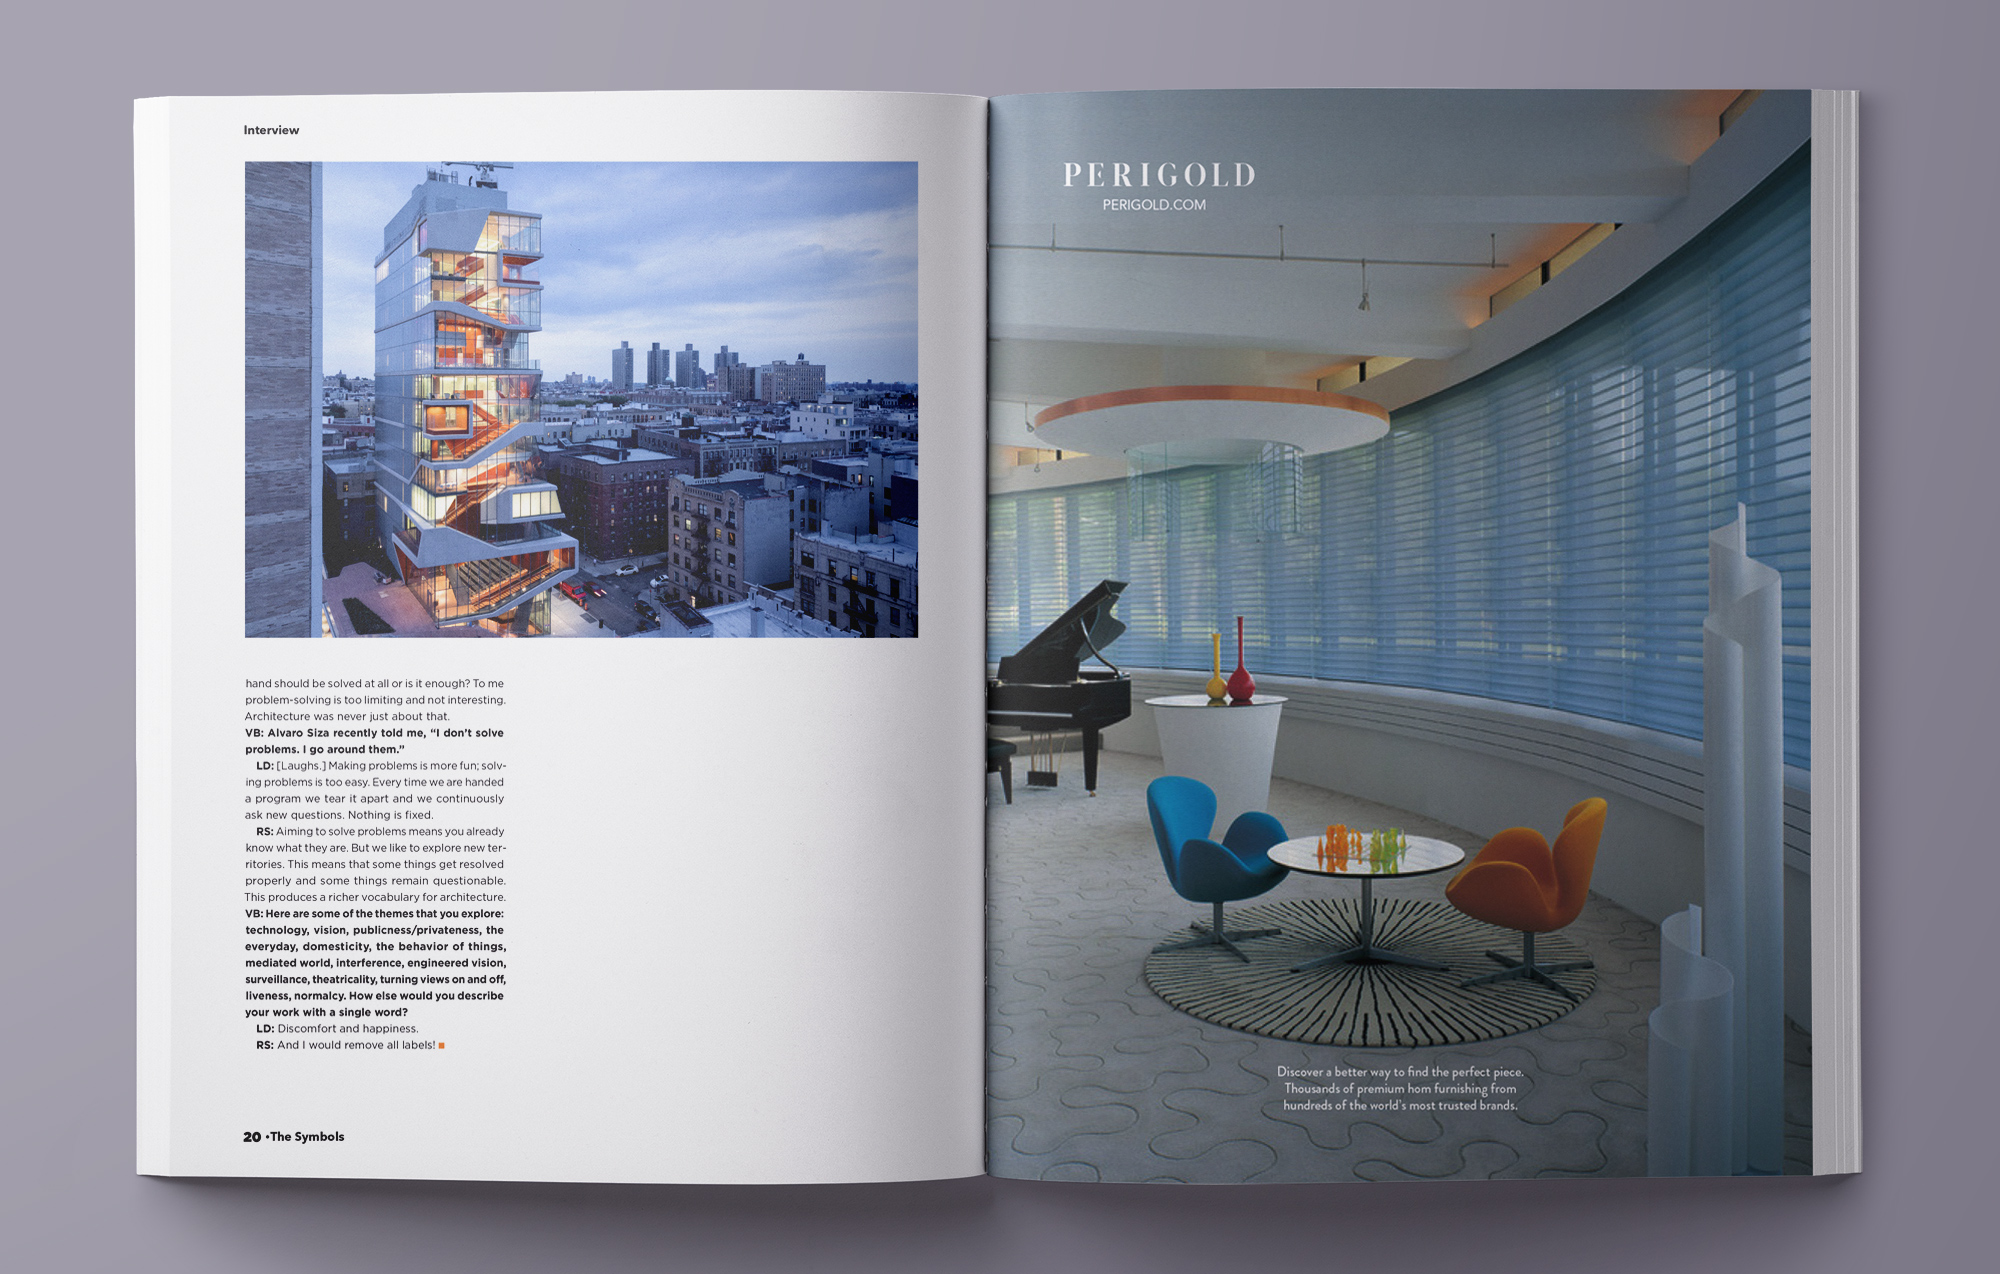 Interview
hand should be solved at all or is it enough? To me
problem-solving is too limiting and not interesting.
Architecture was never just about that.
VB: Alvaro Siza recently told me, “I don’t solve
problems. I go around them.”
LD: [Laughs.] Making problems is more fun; solv-
ing problems is too easy. Every time we are handed
a program we tear it apart and we continuously
ask new questions. Nothing is fixed.
RS: Aiming to solve problems means you already
know what they are. But we like to explore new ter-
ritories. This means that some things get resolved
properly and some things remain questionable.
This produces a richer vocabulary for architecture.
VB: Here are some of the themes that you explore:
technology, vision, publicness/privateness, the
everyday, domesticity, the behavior of things,
mediated world, interference, engineered vision,
surveillance, theatricality, turning views on and off,
liveness, normalcy. How else would you describe
your work with a single word?
LD: Discomfort and happiness.
RS: And I would remove all labels!
20 •The Symbols
PERIGOLD
PERIGOLD.COM
Discover a better way to find the perfect piece.
Thousands of premium hom furnishing from
hundreds of the world’s most trusted brands.